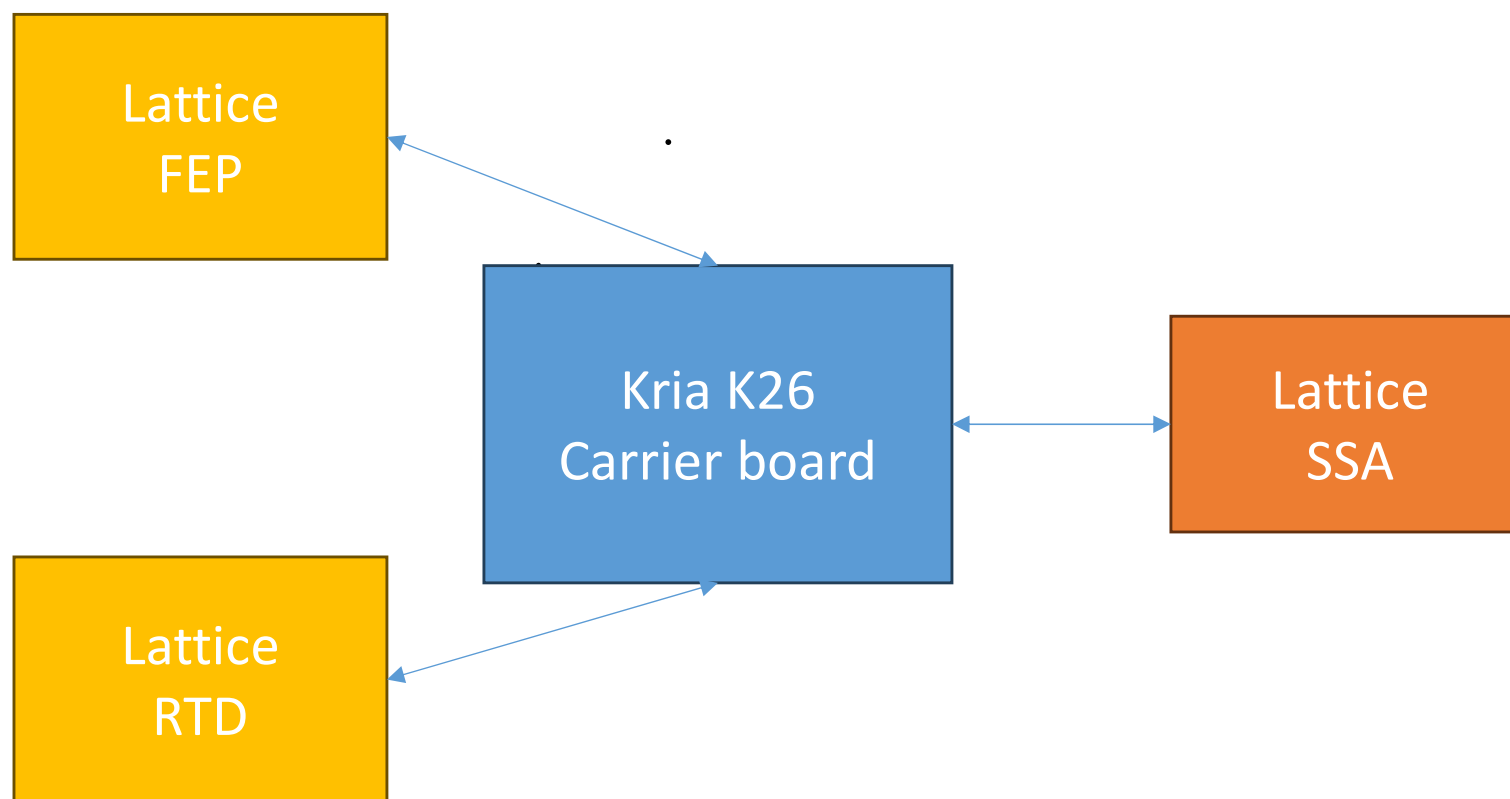 Lattice
FEP
Kria K26
Carrier board
Lattice
SSA
Lattice
RTD